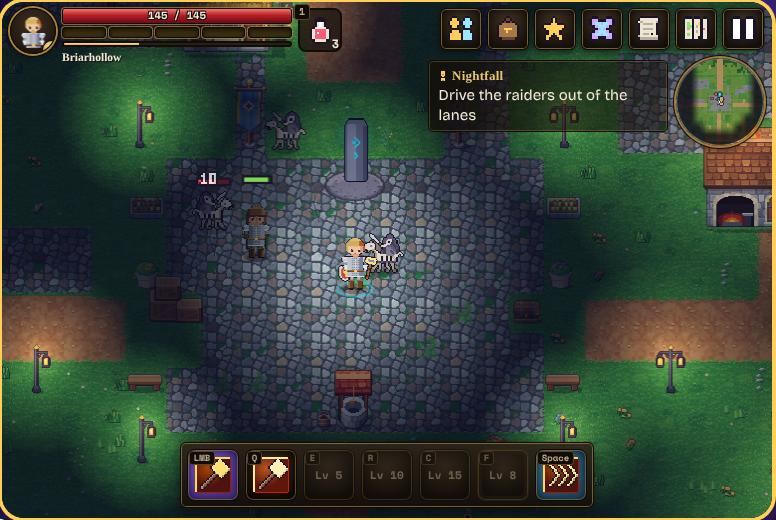 145 / 145
1
3
Briarhollow
Nightfall
Drive the raiders out of the
lanes
10
LMB
Q
E
Lv 5
R
Lv 10
C
Lv 15
F
Lv 8
Space